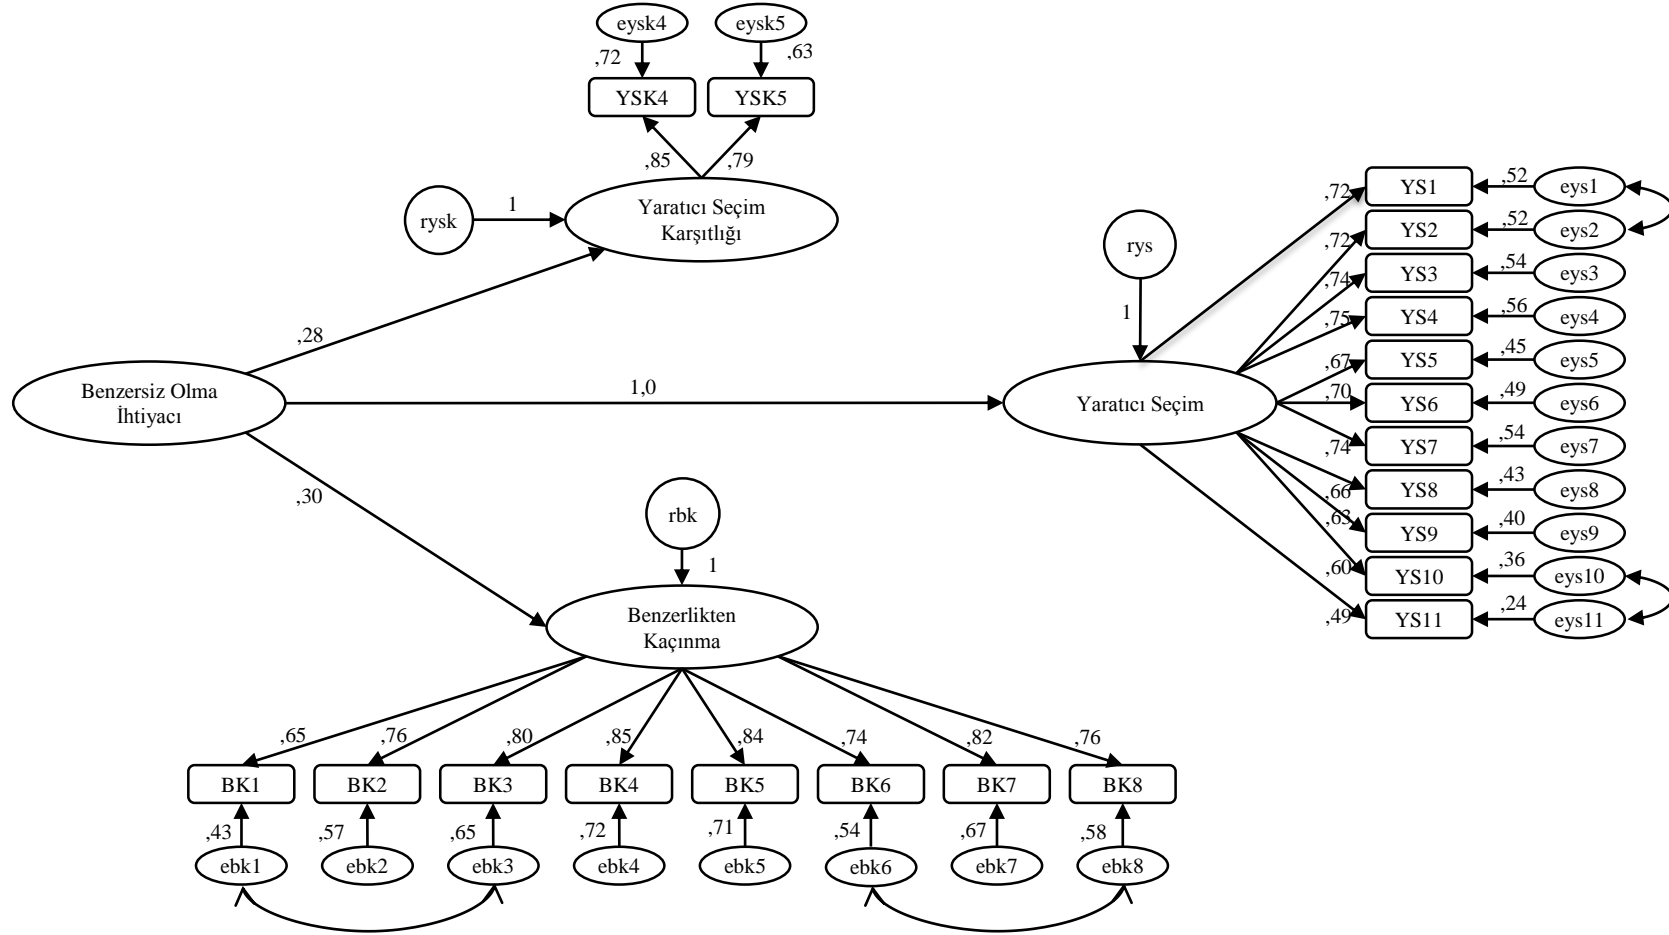 eysk4
eysk5
,72
,63
YSK4
YSK5
,85
,79
rysk
1
Yaratıcı Seçim
Karşıtlığı
,28
Benzersiz Olma
İhtiyacı
1,0
rys
1
Yaratıcı Seçim
,72
YS1
,52
eys1
,72
YS2
,52
eys2
,74
YS3
,54
eys3
,75
YS4
,56
eys4
,67
YS5
,45
eys5
,70
YS6
,49
eys6
,74
YS7
,54
eys7
,66
YS8
,43
eys8
,63
YS9
,40
eys9
,60
YS10
,36
eys10
,49
YS11
,24
eys11
,30
rbk
1
Benzerlikten
Kaçınma
,65
,76
,80
,85
,84
,74
,82
,76
BK1
BK2
BK3
BK4
BK5
BK6
BK7
BK8
,43
,57
,65
,72
,71
,54
,67
,58
ebk1
ebk2
ebk3
ebk4
ebk5
ebk6
ebk7
ebk8